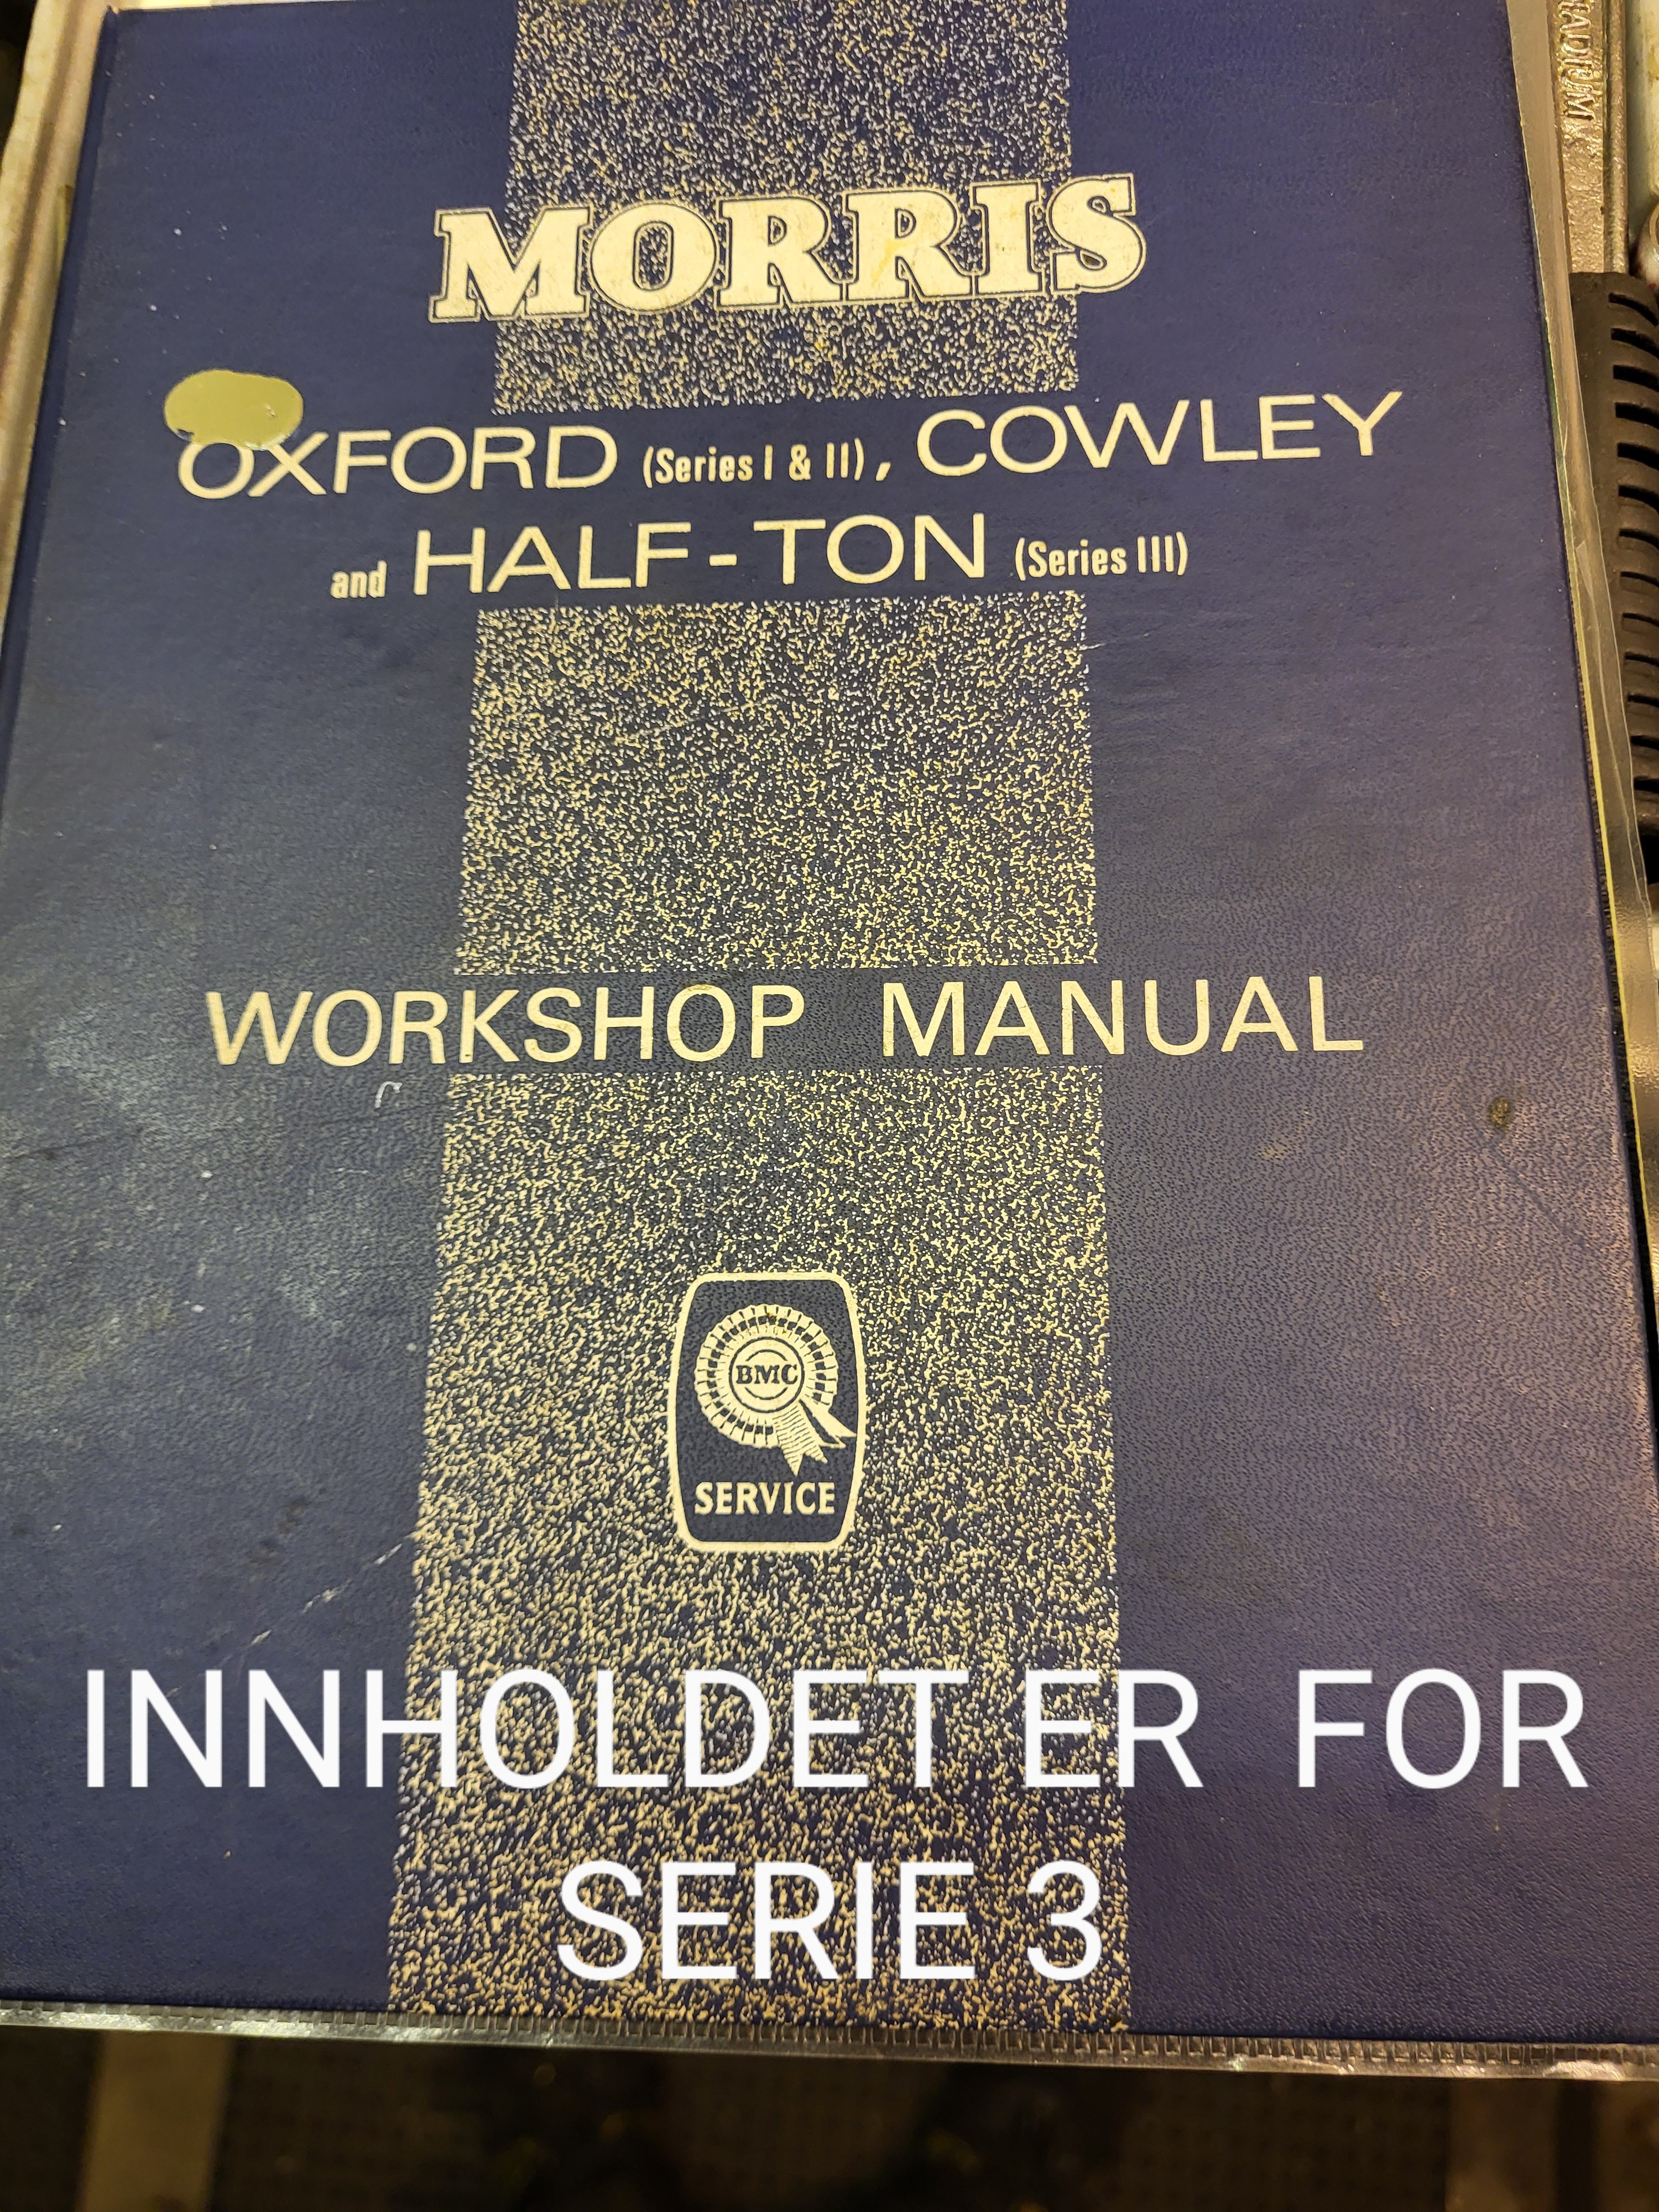 MORRIS
OXFORD (Series I & II), COWLEY
and HALF-TON (Series III)
WORKSHOP MANUAL
BMC
SERVICE
INNHOLDET ER FOR
SERIE 3